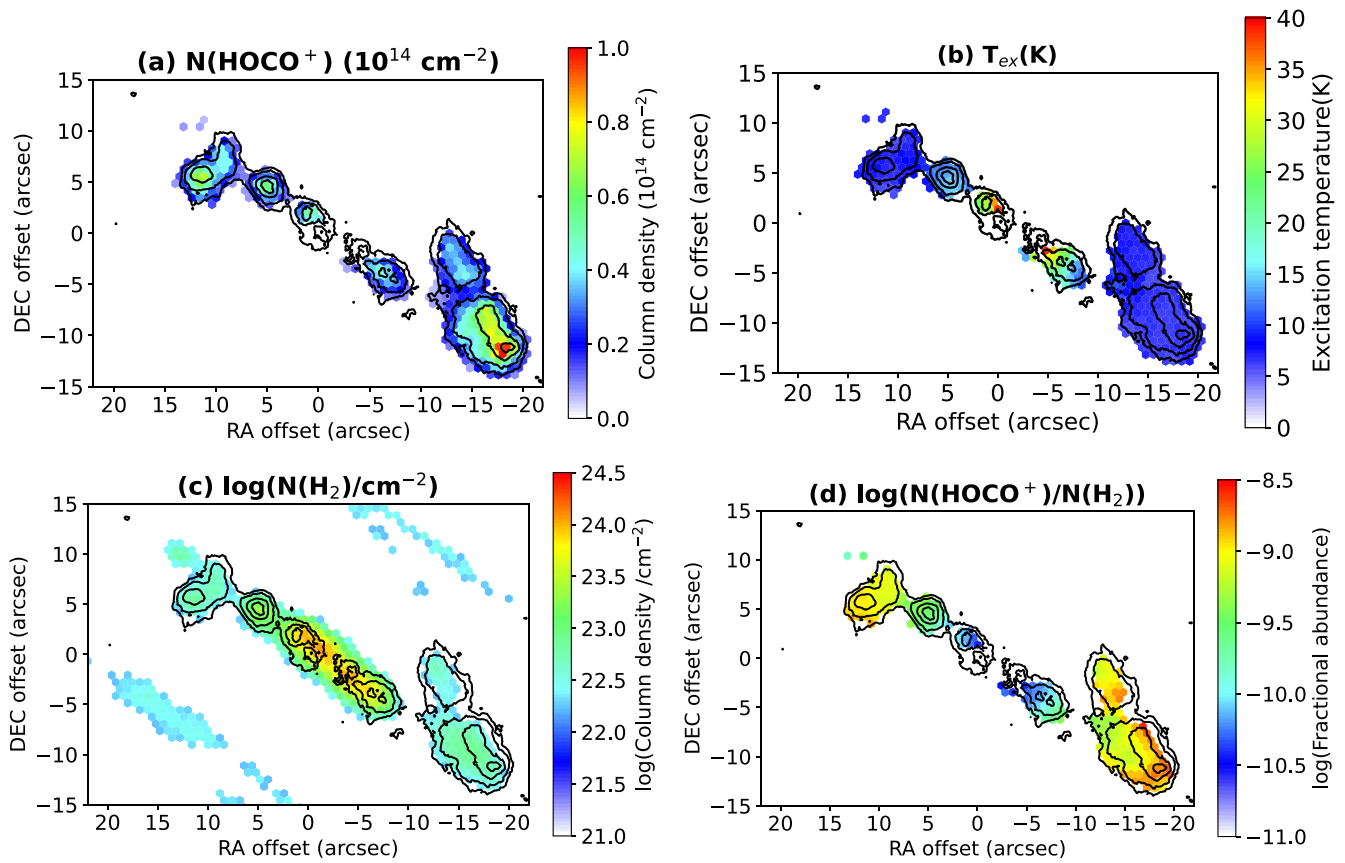 (a) N(HOCO⁺) (10¹⁴ cm⁻²)
15
10
5
0
−5
−10
−15
DEC offset (arcsec)
20 15 10 5 0 −5 −10 −15 −20
RA offset (arcsec)
1.0
0.8
0.6
0.4
0.2
0.0
Column density (10¹⁴ cm⁻²)
(b) Tₑₓ(K)
15
10
5
0
−5
−10
−15
DEC offset (arcsec)
20 15 10 5 0 −5 −10 −15 −20
RA offset (arcsec)
40
35
30
25
20
15
10
5
0
Excitation temperature(K)
(c) log(N(H₂)/cm⁻²)
15
10
5
0
−5
−10
−15
DEC offset (arcsec)
20 15 10 5 0 −5 −10 −15 −20
RA offset (arcsec)
24.5
24.0
23.5
23.0
22.5
22.0
21.5
21.0
log(Column density /cm⁻²)
(d) log(N(HOCO⁺)/N(H₂))
15
10
5
0
−5
−10
−15
DEC offset (arcsec)
20 15 10 5 0 −5 −10 −15 −20
RA offset (arcsec)
−8.5
−9.0
−9.5
−10.0
−10.5
−11.0
log(Fractional abundance)